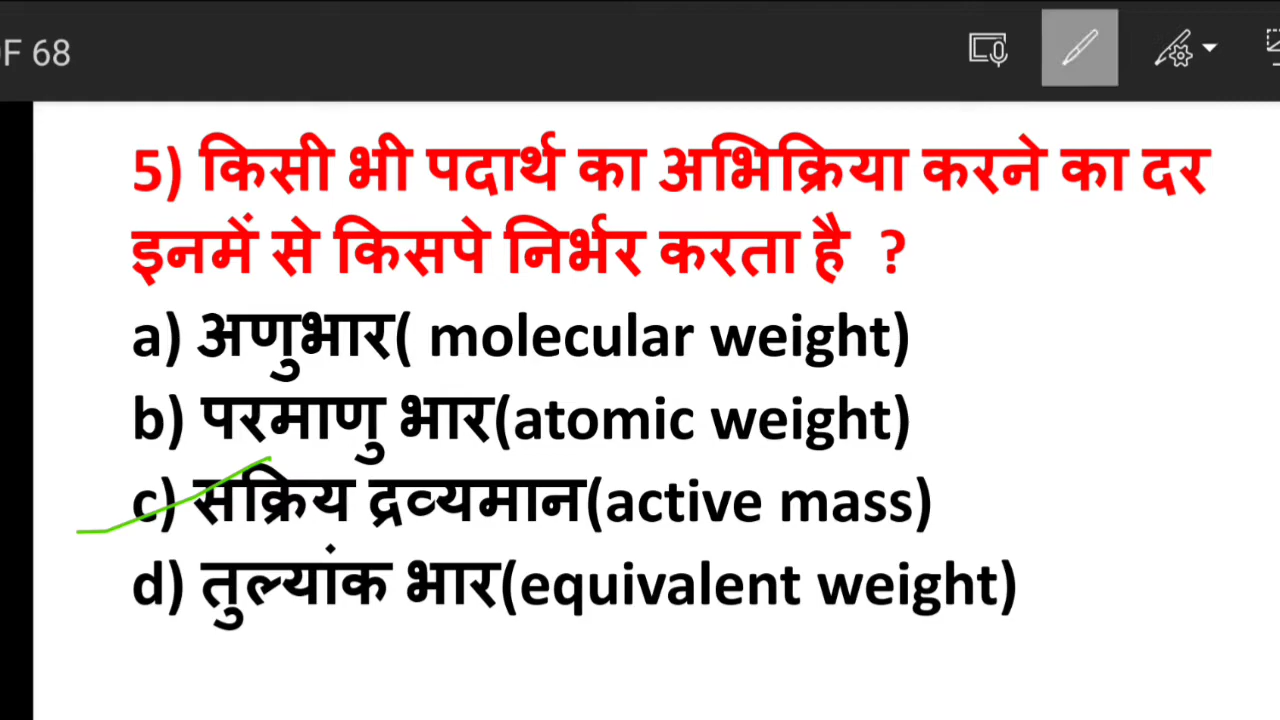 F 68
5) किसी भी पदार्थ का अभिक्रिया करने का दर
इनमें से किसपे निर्भर करता है ?
a) अणुभार( molecular weight)
b) परमाणु भार(atomic weight)
c) सक्रिय द्रव्यमान(active mass)
d) तुल्यांक भार(equivalent weight)